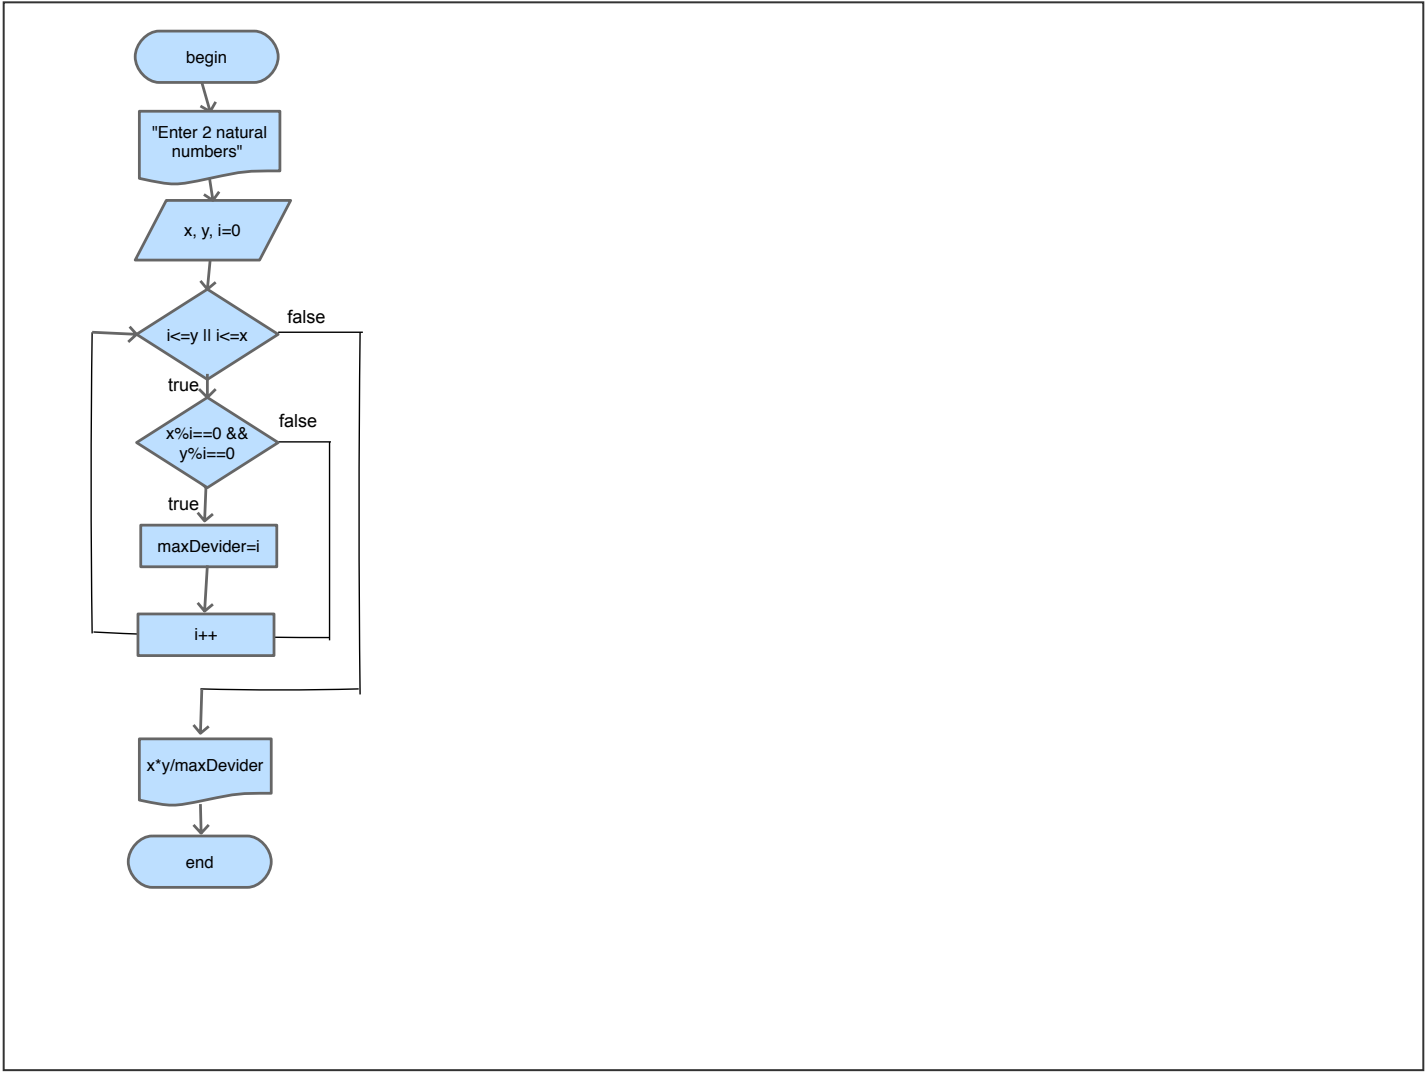 begin
"Enter 2 natural
numbers"
x, y, i=0
false
i<=y || i<=x
true
false
x%i==0 &&
y%i==0
true
maxDevider=i
i++
x*y/maxDevider
end